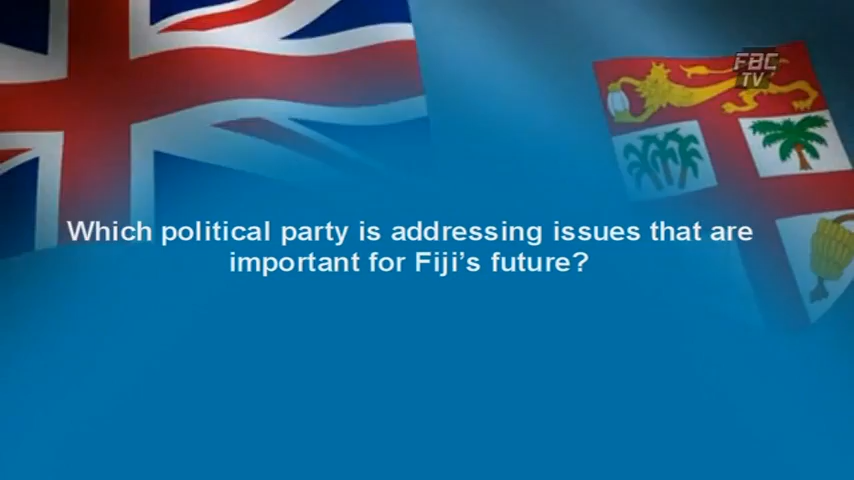 FBC
TV
Which political party is addressing issues that are
important for Fiji’s future?